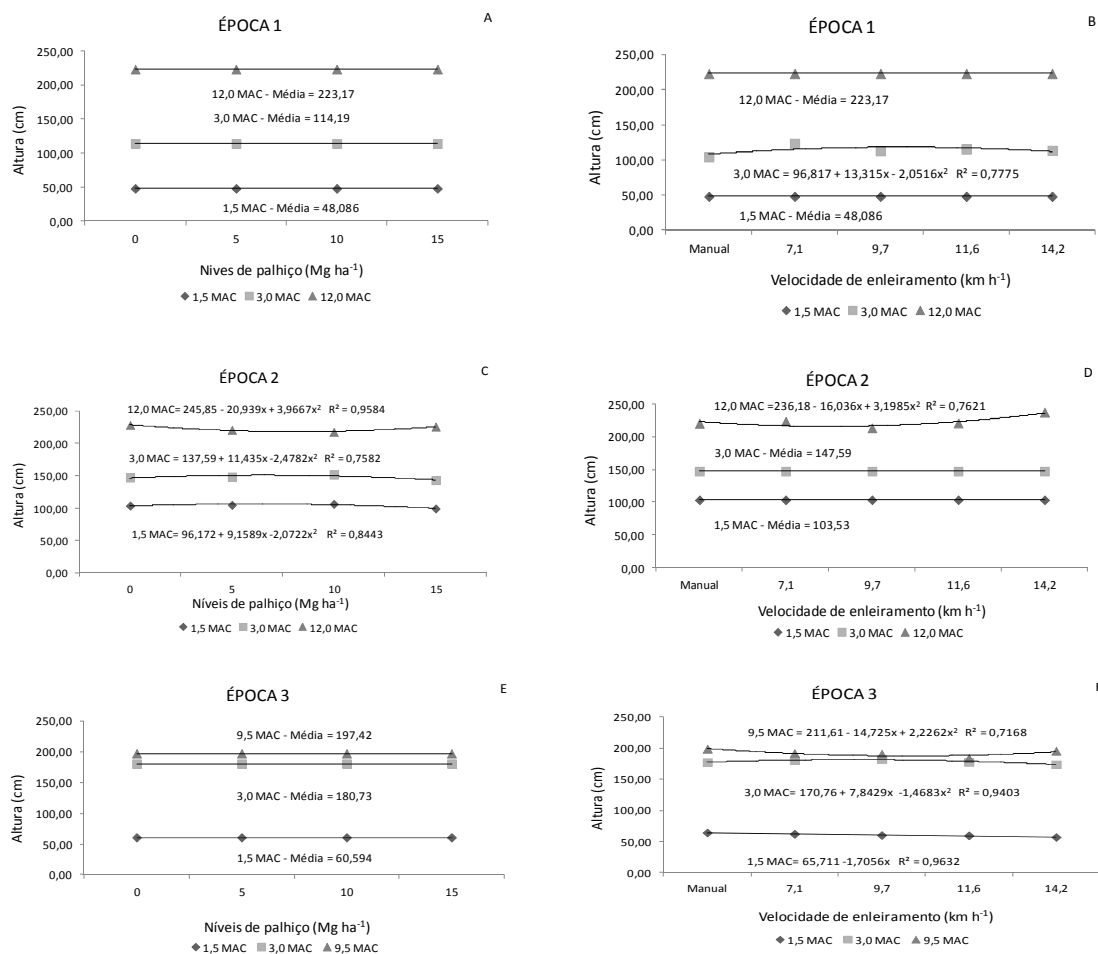 A
ÉPOCA 1
Altura (cm)
250,00
200,00
150,00
100,00
50,00
0,00
12,0 MAC - Média = 223,17
3,0 MAC - Média = 114,19
1,5 MAC - Média = 48,086
0 5 10 15
Nives de palhiço (Mg ha⁻¹)
1,5 MAC 3,0 MAC 12,0 MAC
B
ÉPOCA 1
Altura (cm)
250,00
200,00
150,00
100,00
50,00
0,00
12,0 MAC - Média = 223,17
3,0 MAC = 96,817 + 13,315x - 2,0516x² R² = 0,7775
1,5 MAC - Média = 48,086
Manual 7,1 9,7 11,6 14,2
Velocidade de enleiramento (km h⁻¹)
1,5 MAC 3,0 MAC 12,0 MAC
C
ÉPOCA 2
Altura (cm)
250,00
200,00
150,00
100,00
50,00
0,00
12,0 MAC= 245,85 - 20,939x + 3,9667x² R² = 0,9584
3,0 MAC = 137,59 + 11,435x -2,4782x² R² = 0,7582
1,5 MAC= 96,172 + 9,1589x -2,0722x² R² = 0,8443
0 5 10 15
Níveis de palhiço (Mg ha⁻¹)
1,5 MAC 3,0 MAC 12,0 MAC
D
ÉPOCA 2
Altura (cm)
250,00
200,00
150,00
100,00
50,00
0,00
12,0 MAC =236,18 - 16,036x + 3,1985x² R² = 0,7621
3,0 MAC - Média = 147,59
1,5 MAC - Média = 103,53
Manual 7,1 9,7 11,6 14,2
Velocidade de enleiramento (km h⁻¹)
1,5 MAC 3,0 MAC 12,0 MAC
E
ÉPOCA 3
Altura (cm)
250,00
200,00
150,00
100,00
50,00
0,00
9,5 MAC - Média = 197,42
3,0 MAC - Média = 180,73
1,5 MAC - Média = 60,594
0 5 10 15
Níveis de palhiço (Mg ha⁻¹)
1,5 MAC 3,0 MAC 9,5 MAC
ÉPOCA 3
Altura (cm)
250,00
200,00
150,00
100,00
50,00
0,00
9,5 MAC = 211,61 - 14,725x + 2,2262x² R² = 0,7168
3,0 MAC= 170,76 + 7,8429x -1,4683x² R² = 0,9403
1,5 MAC = 65,711 -1,7056x R² = 0,9632
Manual 7,1 9,7 11,6 14,2
Velocidade de enleiramento (km h⁻¹)
1,5 MAC 3,0 MAC 9,5 MAC